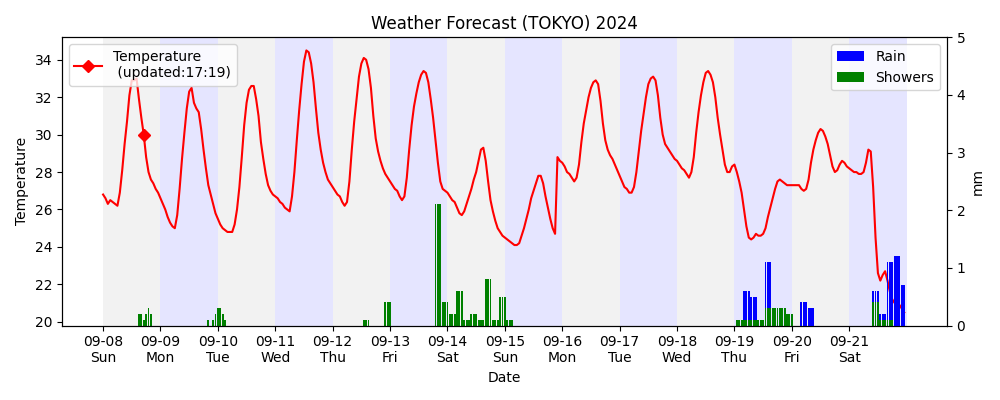 Weather Forecast (TOKYO) 2024
Temperature
(updated:17:19)
Rain
Showers
Temperature
34
32
30
28
26
24
22
20
5
4
3
2
1
0
mm
09-08 09-09 09-10 09-11 09-12 09-13 09-14 09-15 09-16 09-17 09-18 09-19 09-20 09-21
Sun Mon Tue Wed Thu Fri Sat Sun Mon Tue Wed Thu Fri Sat
Date